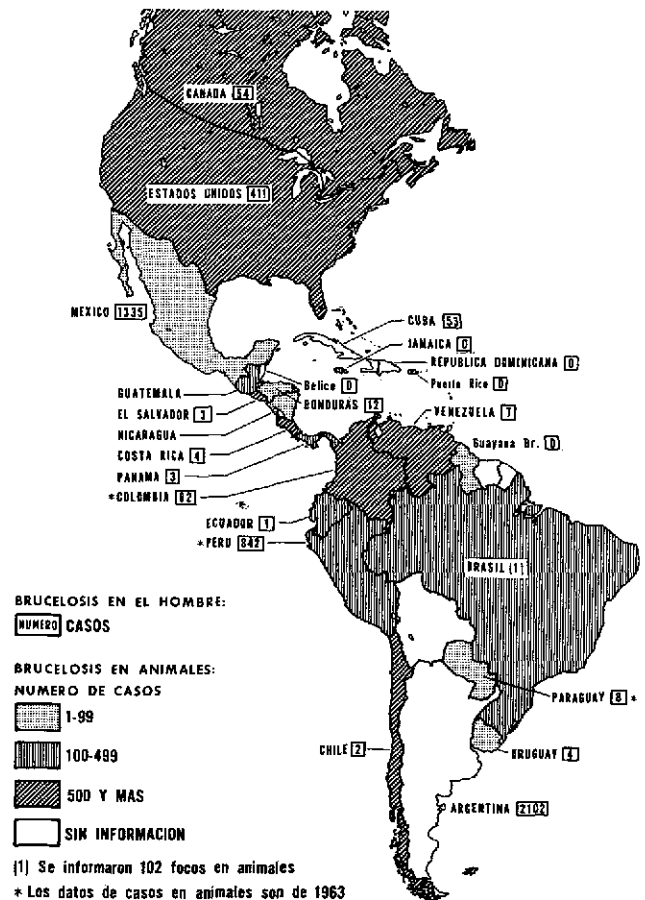 CANADA 54
ESTADOS UNIDOS 411
MEXICO 1335
CUBA 53
JAMAICA 0
REPUBLICA DOMINICANA 0
Puerto Rico 0
Belice 0
HONDURAS 12
VENEZUELA 7
Guayana Br. 0
GUATEMALA
EL SALVADOR 3
NICARAGUA
COSTA RICA 4
PANAMA 3
*COLOMBIA 82
ECUADOR 1
*PERU 842
BRASIL (1)
PARAGUAY 8 *
URUGUAY 4
CHILE 2
ARGENTINA 2102
BRUCELOSIS EN EL HOMBRE:
NUMERO CASOS
BRUCELOSIS EN ANIMALES:
NUMERO DE CASOS
1-99
100-499
500 Y MAS
SIN INFORMACION
(1) Se informaron 102 focos en animales
* Los datos de casos en animales son de 1963